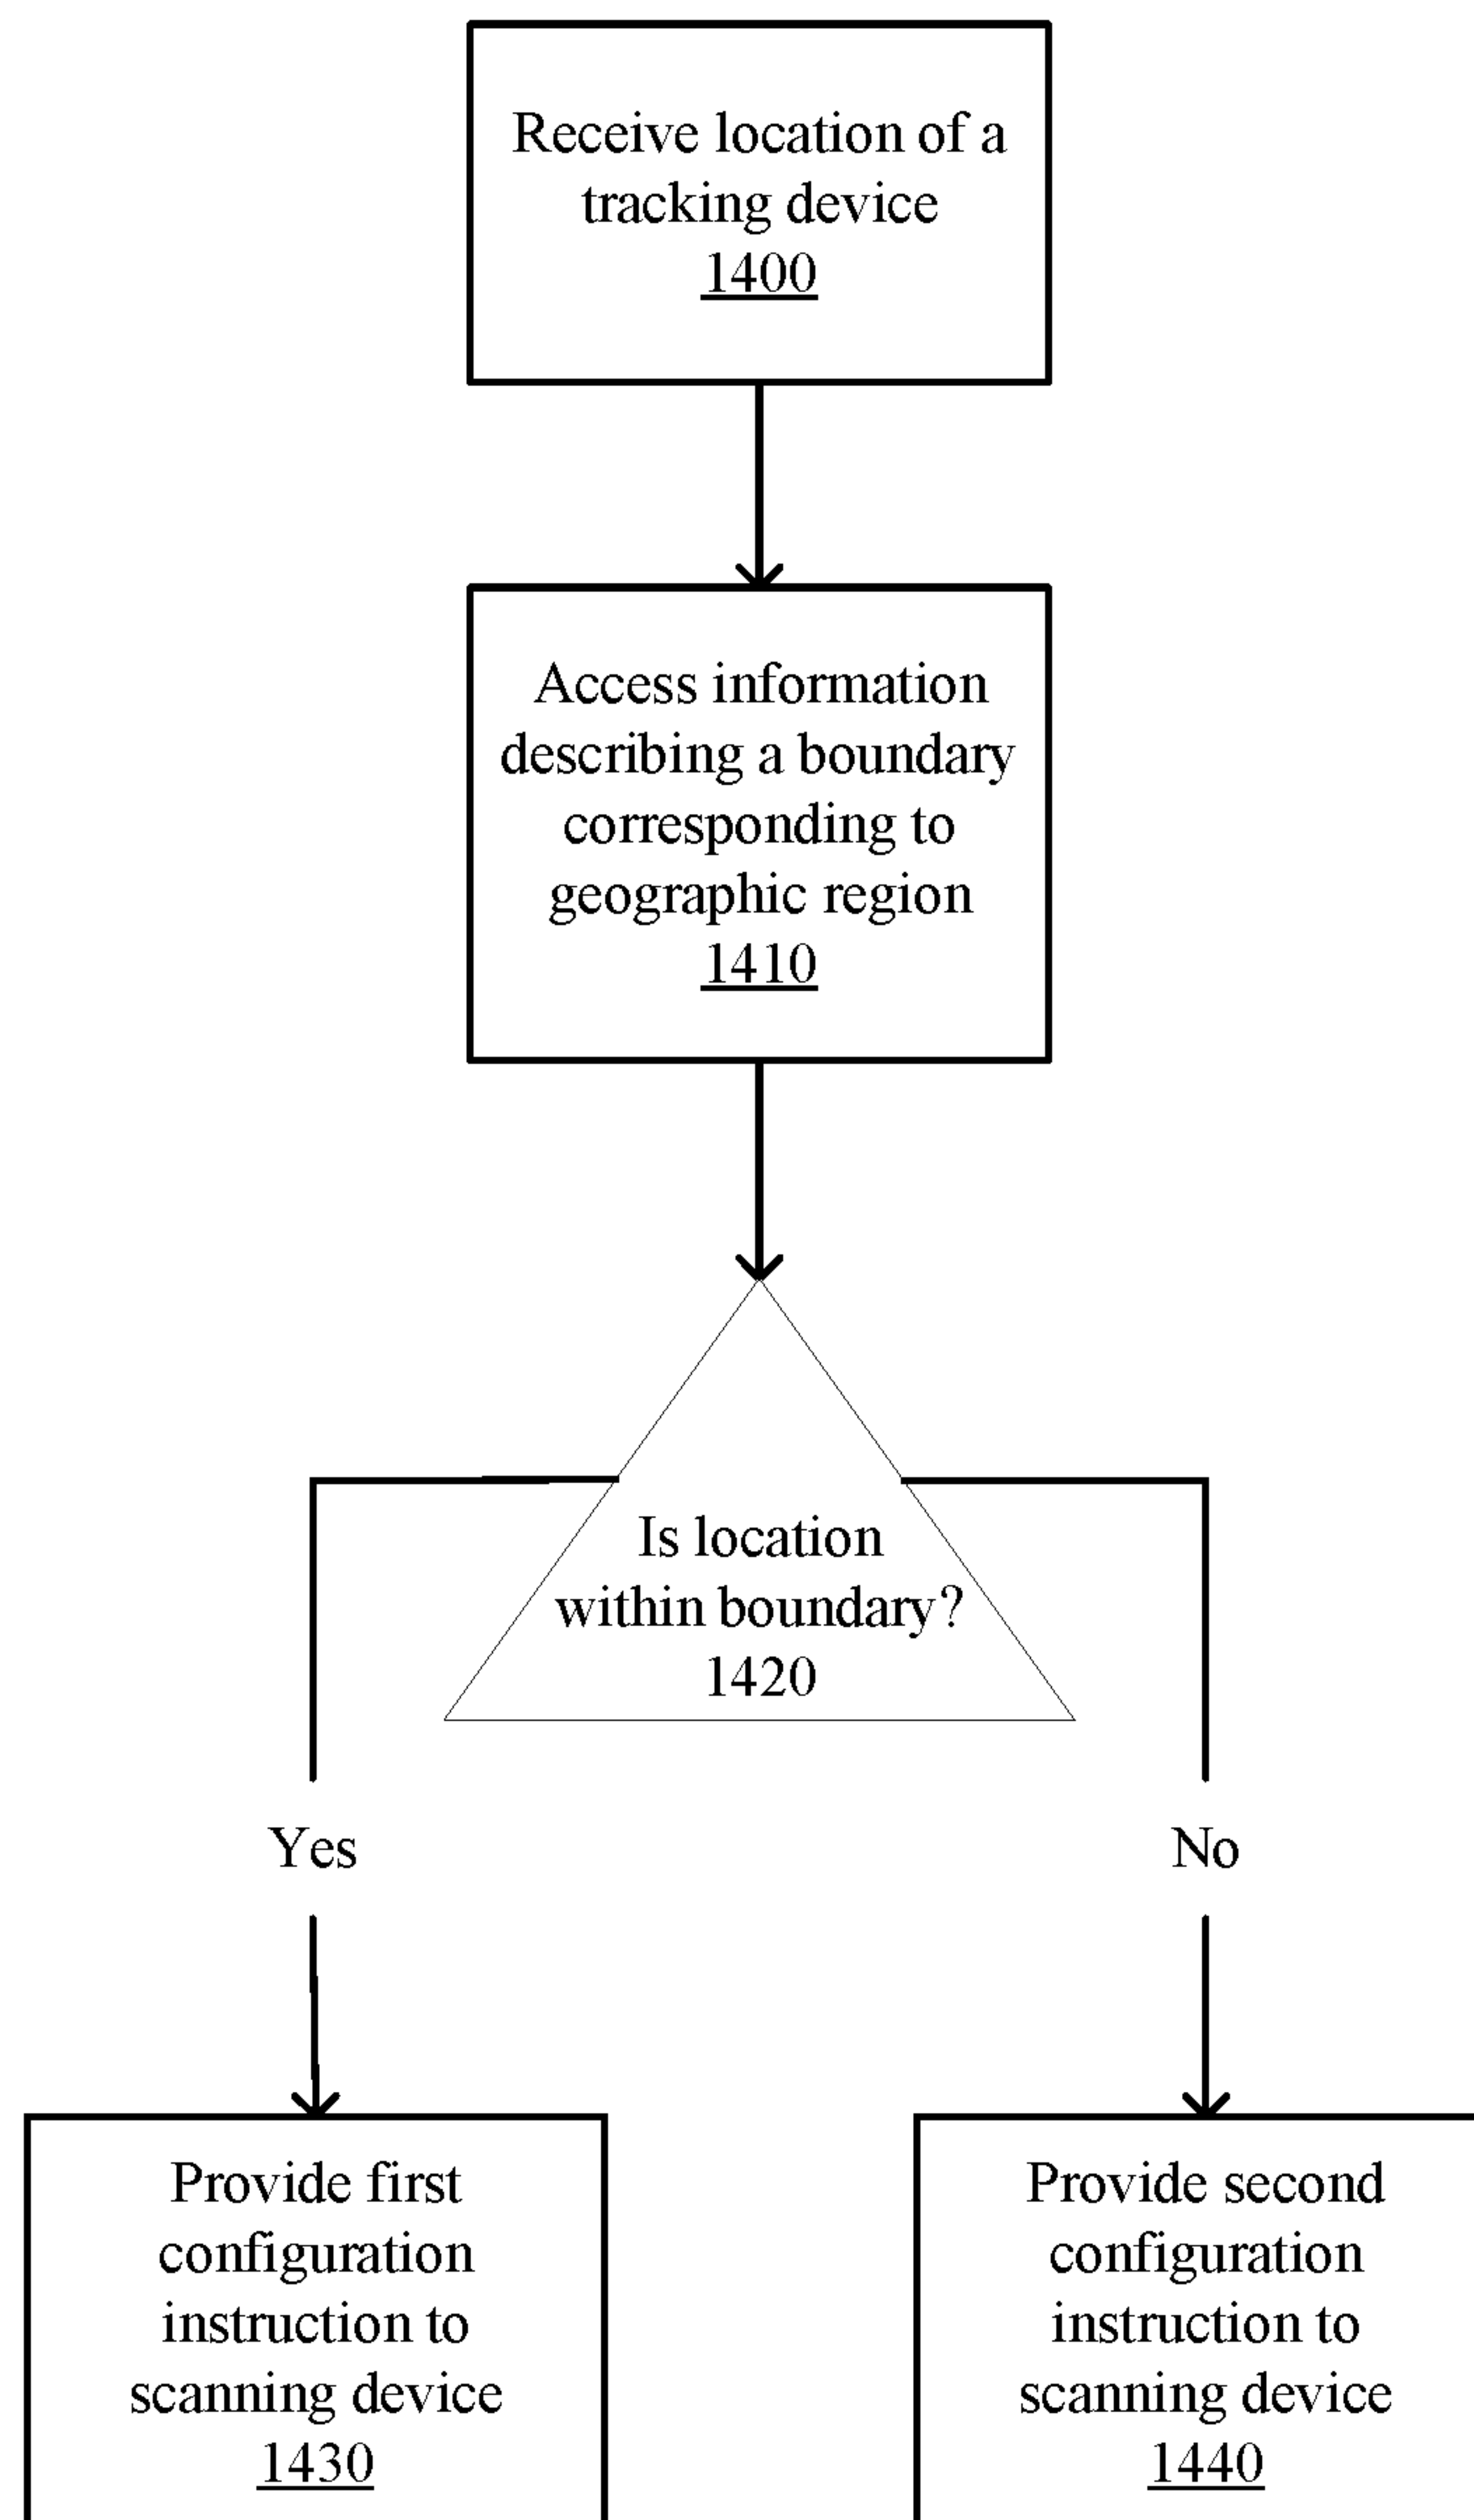 Receive location of a
tracking device
1400
Access information
describing a boundary
corresponding to
geographic region
1410
Is location
within boundary?
1420
Yes
No
Provide first
configuration
instruction to
scanning device
1430
Provide second
configuration
instruction to
scanning device
1440